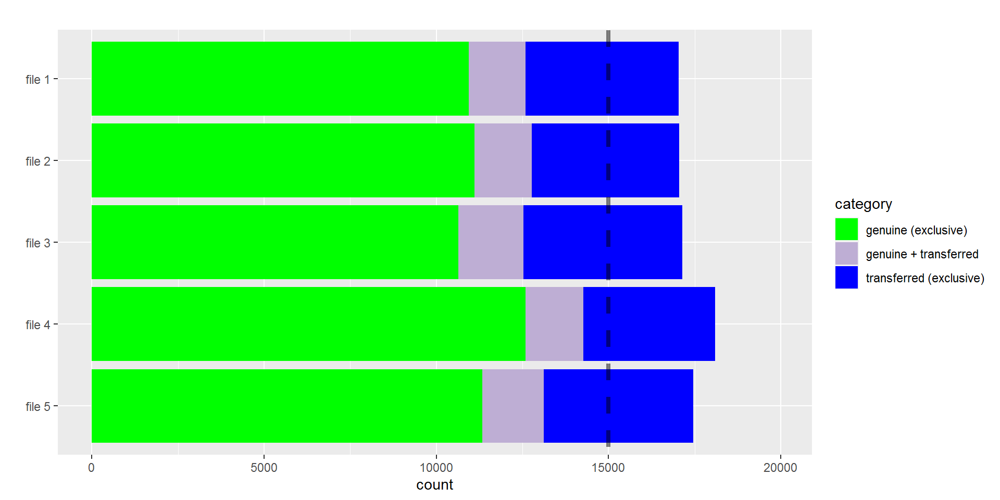 file 1
file 2
file 3
file 4
file 5
0 5000 10000 15000 20000
count
category
genuine (exclusive)
genuine + transferred
transferred (exclusive)